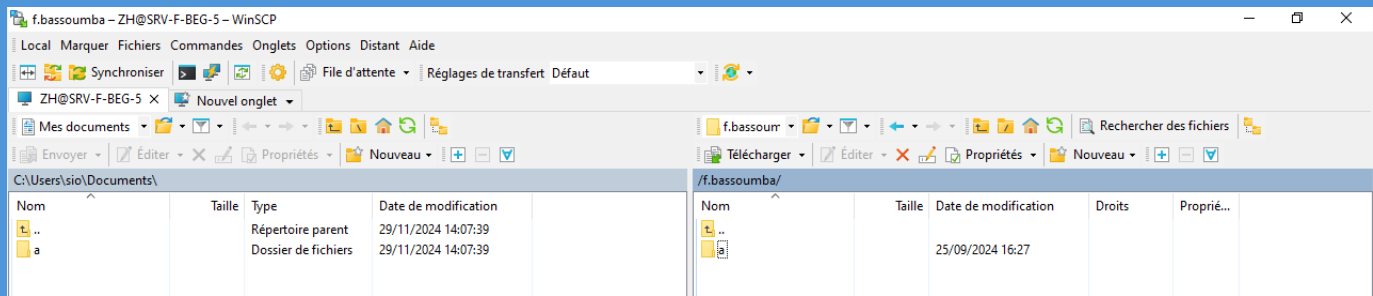 f.bassoumba – ZH@SRV-F-BEG-5 – WinSCP
Local Marquer Fichiers Commandes Onglets Options Distant Aide
Synchroniser File d'attente Réglages de transfert Défaut
ZH@SRV-F-BEG-5 Nouvel onglet
Mes documents f.bassour Rechercher des fichiers
Envoyer Éditer Propriétés Nouveau Télécharger Éditer Propriétés Nouveau
C:\Users\sio\Documents\ /f.bassoumba/
Nom Taille Type Date de modification Nom Taille Date de modification Droits Proprié...
.. Répertoire parent 29/11/2024 14:07:39 ..
a Dossier de fichiers 29/11/2024 14:07:39 a 25/09/2024 16:27